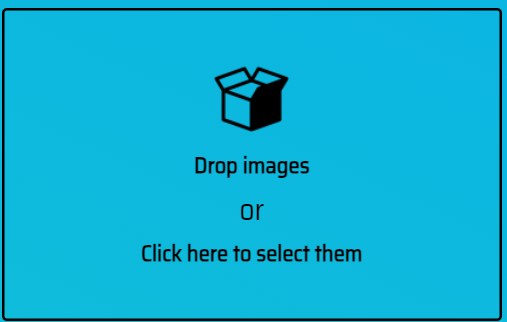 Drop images
or
Click here to select them